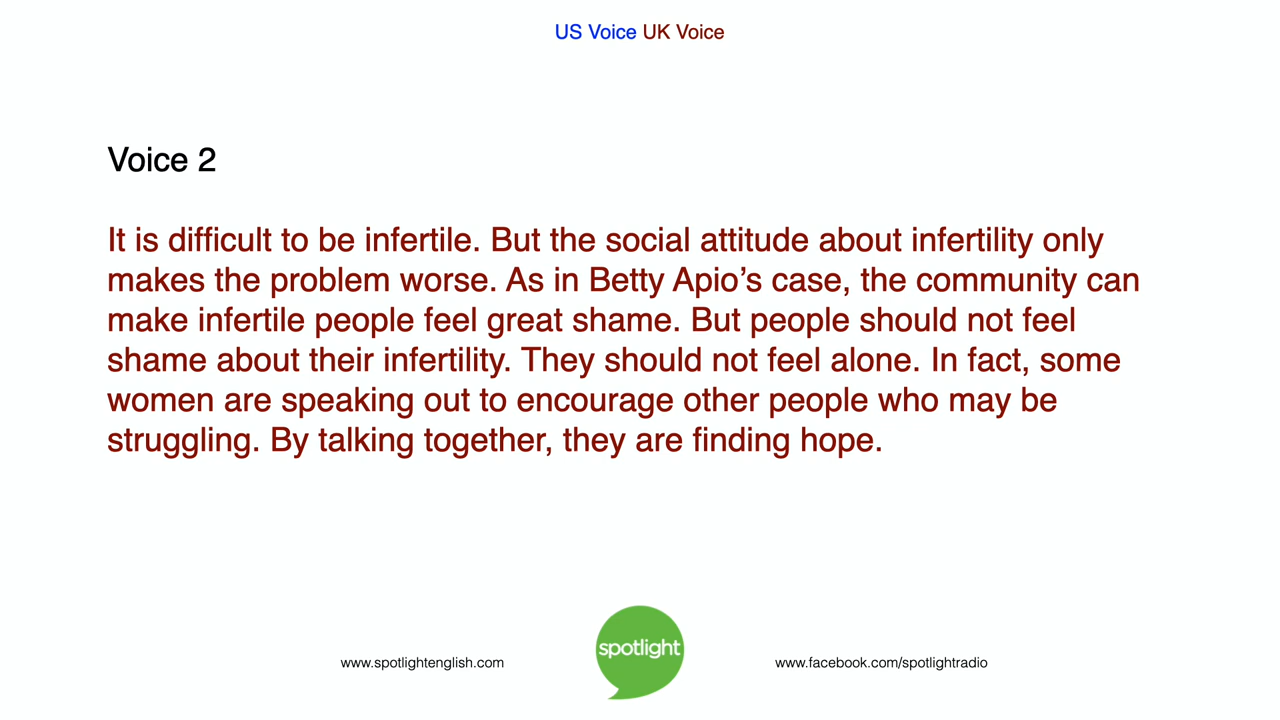 US Voice UK Voice
Voice 2
It is difficult to be infertile. But the social attitude about infertility only
makes the problem worse. As in Betty Apio’s case, the community can
make infertile people feel great shame. But people should not feel
shame about their infertility. They should not feel alone. In fact, some
women are speaking out to encourage other people who may be
struggling. By talking together, they are finding hope.
www.spotlightenglish.com
spotlight
www.facebook.com/spotlightradio